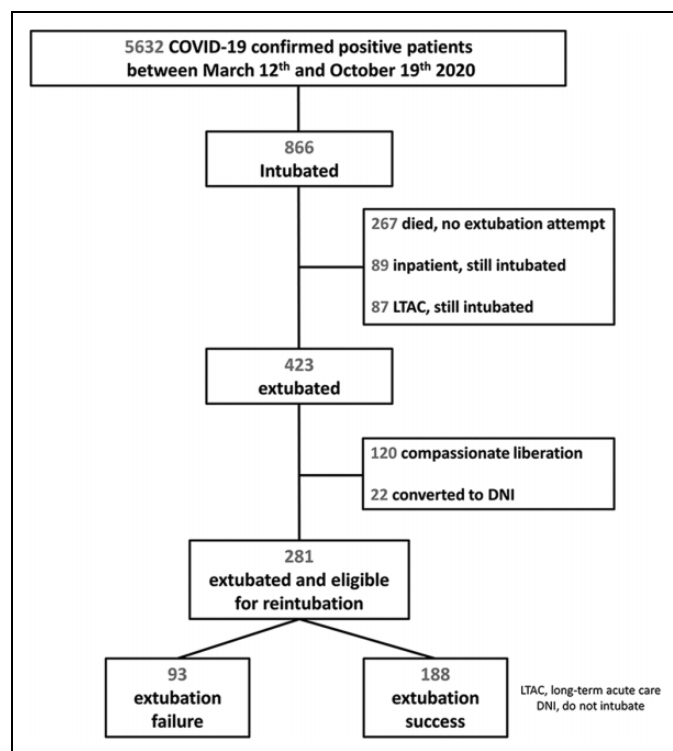 5632 COVID-19 confirmed positive patients
between March 12th and October 19th 2020
866
Intubated
267 died, no extubation attempt
89 inpatient, still intubated
87 LTAC, still intubated
423
extubated
120 compassionate liberation
22 converted to DNI
281
extubated and eligible
for reintubation
93
extubation
failure
188
extubation
success
LTAC, long-term acute care
DNI, do not intubate